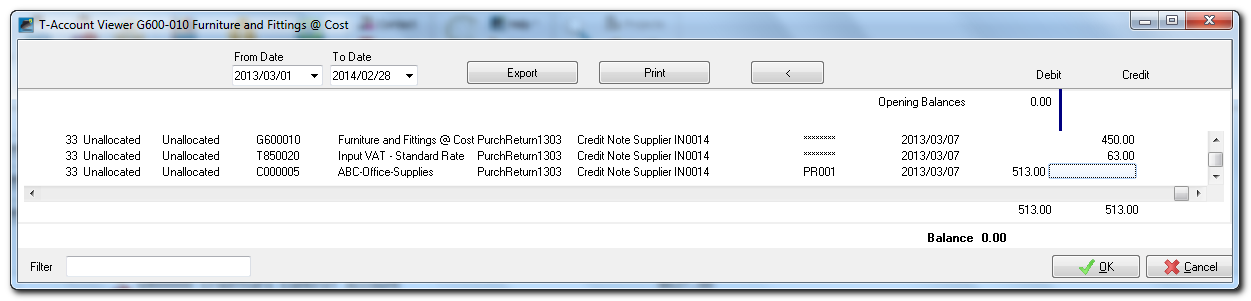 T-Account Viewer G600-010 Furniture and Fittings @ Cost
From Date To Date
2013/03/01 2014/02/28 Export Print < Debit Credit
Opening Balances 0.00
33 Unallocated Unallocated G600010 Furniture and Fittings @ Cost PurchReturn1303 Credit Note Supplier IN0014 ******** 2013/03/07 450.00
33 Unallocated Unallocated T850020 Input VAT - Standard Rate PurchReturn1303 Credit Note Supplier IN0014 ******** 2013/03/07 63.00
33 Unallocated Unallocated C000005 ABC-Office-Supplies PurchReturn1303 Credit Note Supplier IN0014 PR001 2013/03/07 513.00
513.00 513.00
Balance 0.00
Filter OK Cancel